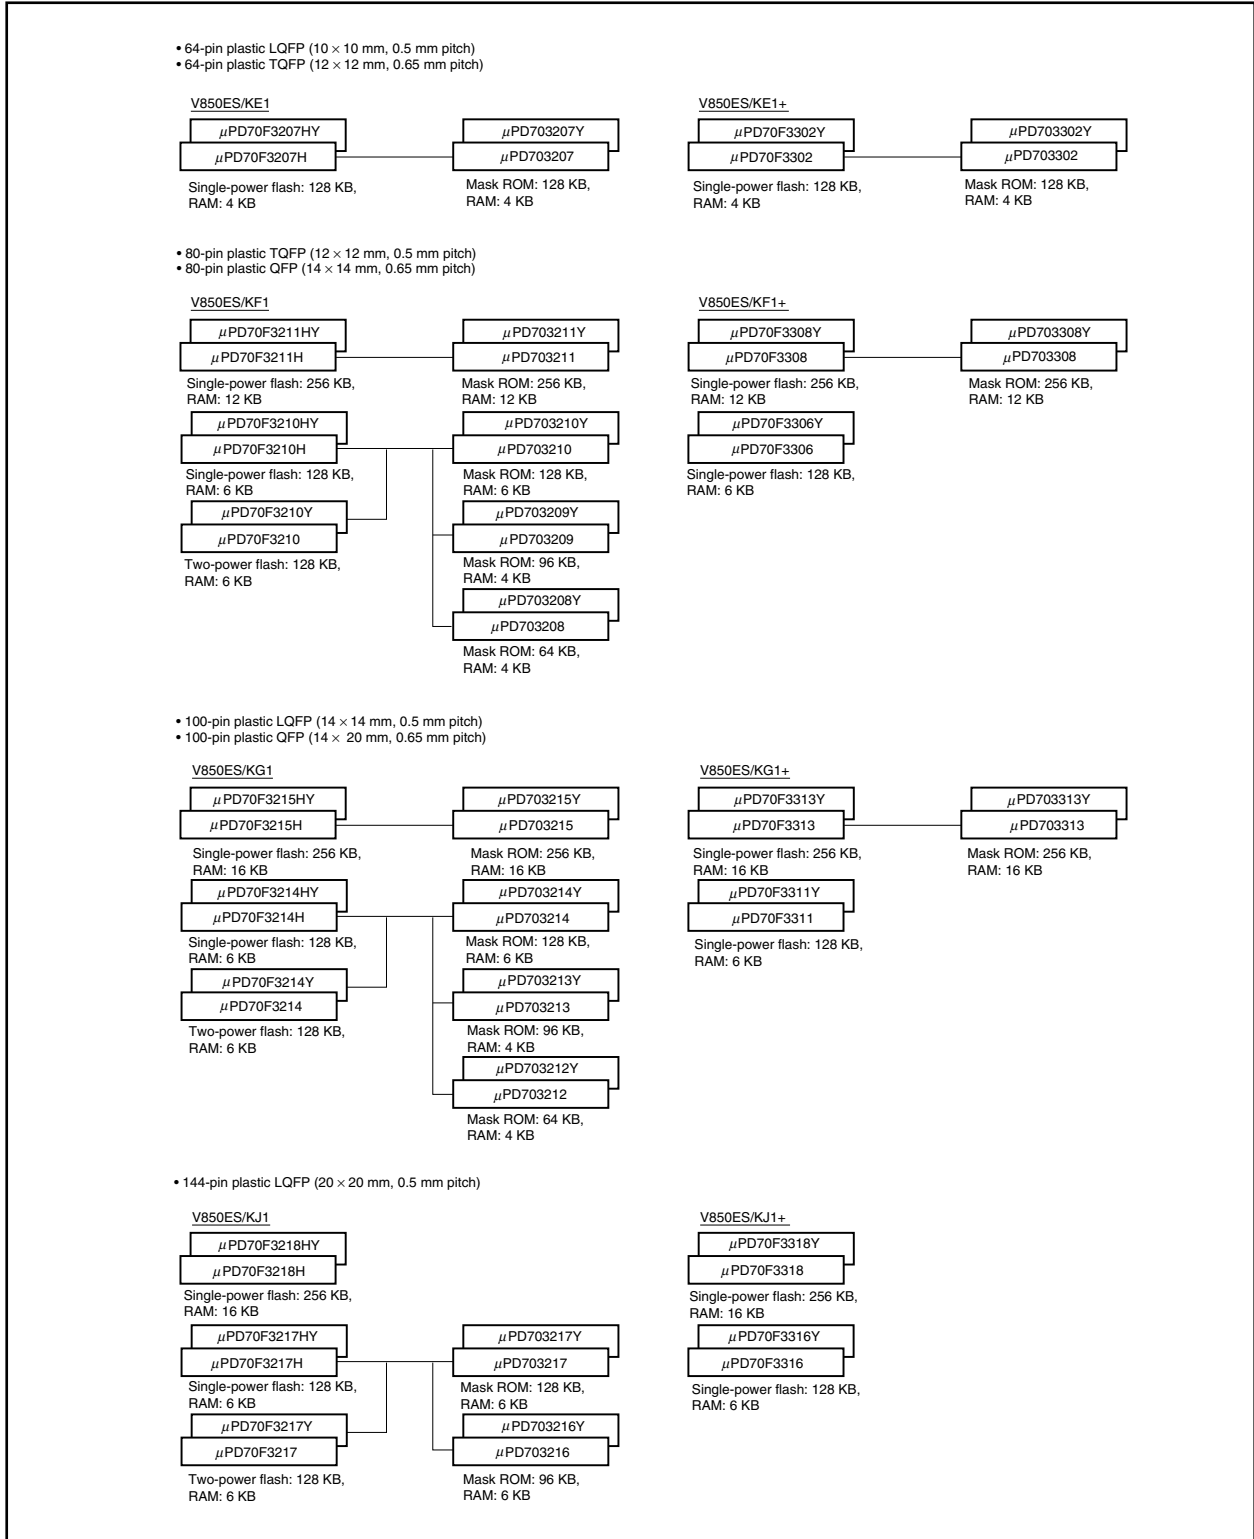 • 64-pin plastic LQFP (10 × 10 mm, 0.5 mm pitch)
• 64-pin plastic TQFP (12 × 12 mm, 0.65 mm pitch)
V850ES/KE1
μPD70F3207HY
μPD70F3207H
Single-power flash: 128 KB,
RAM: 4 KB
μPD703207Y
μPD703207
Mask ROM: 128 KB,
RAM: 4 KB
V850ES/KE1+
μPD70F3302Y
μPD70F3302
Single-power flash: 128 KB,
RAM: 4 KB
μPD703302Y
μPD703302
Mask ROM: 128 KB,
RAM: 4 KB
• 80-pin plastic TQFP (12 × 12 mm, 0.5 mm pitch)
• 80-pin plastic QFP (14 × 14 mm, 0.65 mm pitch)
V850ES/KF1
μPD70F3211HY
μPD70F3211H
Single-power flash: 256 KB,
RAM: 12 KB
μPD703211Y
μPD703211
Mask ROM: 256 KB,
RAM: 12 KB
μPD70F3210HY
μPD70F3210H
Single-power flash: 128 KB,
RAM: 6 KB
μPD703210Y
μPD703210
Mask ROM: 128 KB,
RAM: 6 KB
μPD70F3210Y
μPD70F3210
Two-power flash: 128 KB,
RAM: 6 KB
μPD703209Y
μPD703209
Mask ROM: 96 KB,
RAM: 4 KB
μPD703208Y
μPD703208
Mask ROM: 64 KB,
RAM: 4 KB
V850ES/KF1+
μPD70F3308Y
μPD70F3308
Single-power flash: 256 KB,
RAM: 12 KB
μPD703308Y
μPD703308
Mask ROM: 256 KB,
RAM: 12 KB
μPD70F3306Y
μPD70F3306
Single-power flash: 128 KB,
RAM: 6 KB
• 100-pin plastic LQFP (14 × 14 mm, 0.5 mm pitch)
• 100-pin plastic QFP (14 × 20 mm, 0.65 mm pitch)
V850ES/KG1
μPD70F3215HY
μPD70F3215H
Single-power flash: 256 KB,
RAM: 16 KB
μPD703215Y
μPD703215
Mask ROM: 256 KB,
RAM: 16 KB
μPD70F3214HY
μPD70F3214H
Single-power flash: 128 KB,
RAM: 6 KB
μPD703214Y
μPD703214
Mask ROM: 128 KB,
RAM: 6 KB
μPD70F3214Y
μPD70F3214
Two-power flash: 128 KB,
RAM: 6 KB
μPD703213Y
μPD703213
Mask ROM: 96 KB,
RAM: 4 KB
μPD703212Y
μPD703212
Mask ROM: 64 KB,
RAM: 4 KB
V850ES/KG1+
μPD70F3313Y
μPD70F3313
Single-power flash: 256 KB,
RAM: 16 KB
μPD703313Y
μPD703313
Mask ROM: 256 KB,
RAM: 16 KB
μPD70F3311Y
μPD70F3311
Single-power flash: 128 KB,
RAM: 6 KB
• 144-pin plastic LQFP (20 × 20 mm, 0.5 mm pitch)
V850ES/KJ1
μPD70F3218HY
μPD70F3218H
Single-power flash: 256 KB,
RAM: 16 KB
μPD70F3217HY
μPD70F3217H
Single-power flash: 128 KB,
RAM: 6 KB
μPD703217Y
μPD703217
Mask ROM: 128 KB,
RAM: 6 KB
μPD70F3217Y
μPD70F3217
Two-power flash: 128 KB,
RAM: 6 KB
μPD703216Y
μPD703216
Mask ROM: 96 KB,
RAM: 6 KB
V850ES/KJ1+
μPD70F3318Y
μPD70F3318
Single-power flash: 256 KB,
RAM: 16 KB
μPD70F3316Y
μPD70F3316
Single-power flash: 128 KB,
RAM: 6 KB